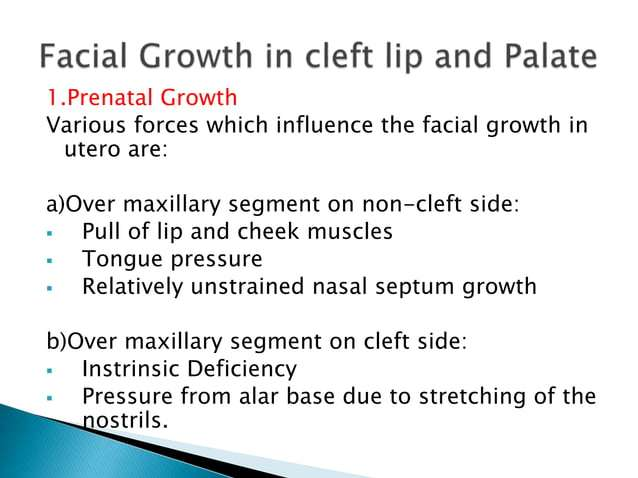 Facial Growth in cleft lip and Palate
1.Prenatal Growth
Various forces which influence the facial growth in
utero are:
a)Over maxillary segment on non-cleft side:
▪ Pull of lip and cheek muscles
▪ Tongue pressure
▪ Relatively unstrained nasal septum growth
b)Over maxillary segment on cleft side:
▪ Instrinsic Deficiency
▪ Pressure from alar base due to stretching of the
nostrils.